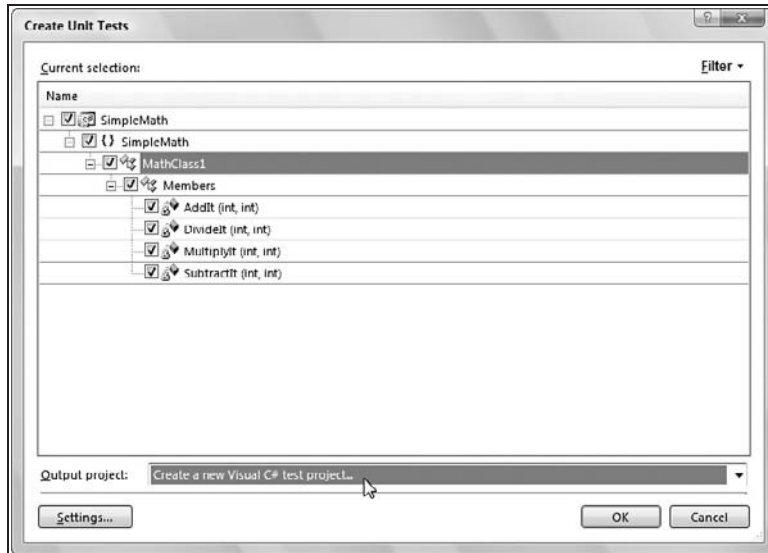 Create Unit Tests
Current selection:
Filter
Name
SimpleMath
{} SimpleMath
MathClass1
Members
AddIt (int, int)
DivideIt (int, int)
MultiplyIt (int, int)
SubtractIt (int, int)
Output project:
Create a new Visual C# test project...
Settings...
OK
Cancel